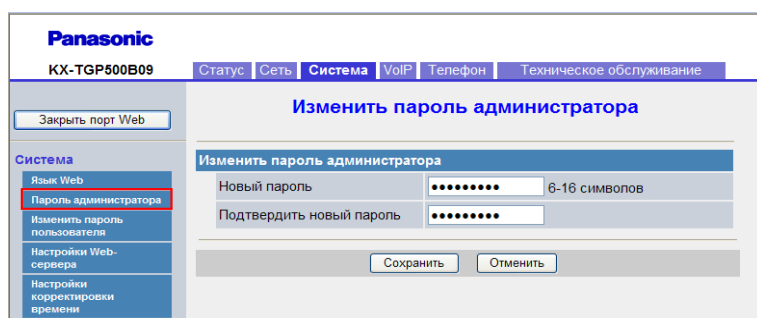 Panasonic
KX-TGP500B09
Статус Сеть Система VoIP Телефон Техническое обслуживание
Закрыть порт Web
Изменить пароль администратора
Система
Язык Web
Пароль администратора
Изменить пароль
пользователя
Настройки Web-
сервера
Настройки
корректировки
времени
Изменить пароль администратора
Новый пароль ●●●●●●●●● 6-16 символов
Подтвердить новый пароль ●●●●●●●●●
Сохранить Отменить